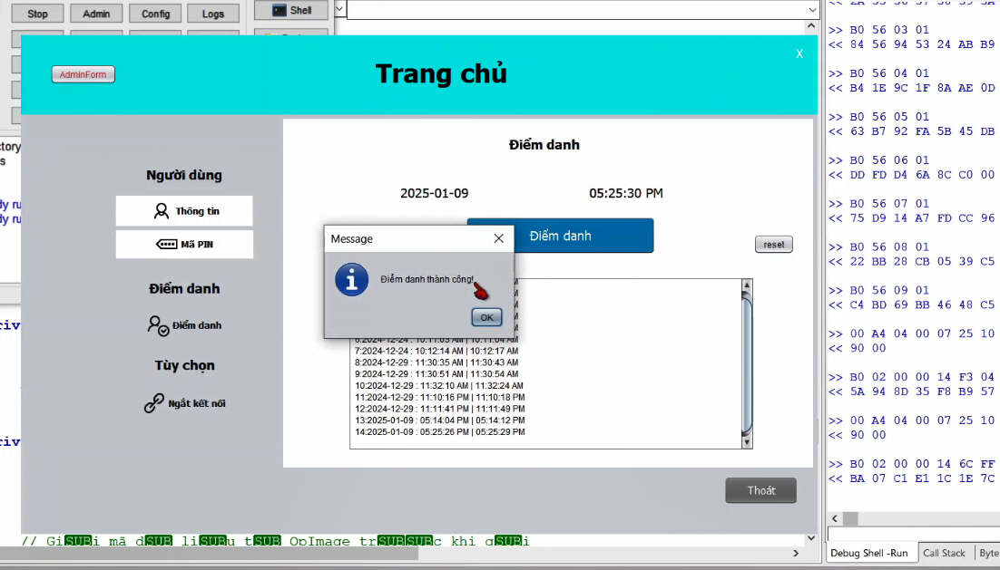 Stop
Admin
Config
Logs
Shell
AdminForm
Trang chủ
X
Người dùng
Thông tin
Mã PIN
Điểm danh
Điểm danh
Tùy chọn
Ngắt kết nối
Điểm danh
2025-01-09
05:25:30 PM
Điểm danh
reset
Message
Điểm danh thành công!
OK
6:2024-12-24 : 10:11:03 AM | 10:11:04 AM
7:2024-12-24 : 10:12:14 AM | 10:12:17 AM
8:2024-12-29 : 11:30:35 AM | 11:30:43 AM
9:2024-12-29 : 11:30:51 AM | 11:30:54 AM
10:2024-12-29 : 11:32:10 AM | 11:32:24 AM
11:2024-12-29 : 11:10:16 PM | 11:10:18 PM
12:2024-12-29 : 11:11:41 PM | 11:11:49 PM
13:2025-01-09 : 05:14:04 PM | 05:14:12 PM
14:2025-01-09 : 05:25:26 PM | 05:25:29 PM
Thoát
// GiSUBi mã dSUB liSUBu tSUB OpImage trSUBSUBc khi gSUBi
>> B0 56 03 01
<< 84 56 94 53 24 AB B9
>> B0 56 04 01
<< B4 1E 9C 1F 8A AE 0D
>> B0 56 05 01
<< 63 B7 92 FA 5B 45 DB
>> B0 56 06 01
<< DD FD D4 6A 8C C0 00
>> B0 56 07 01
<< 75 D9 14 A7 FD CC 96
>> B0 56 08 01
<< 22 BB 28 CB 05 39 C5
>> B0 56 09 01
<< C4 BD 69 BB 46 48 C5
>> 00 A4 04 00 07 25 10
<< 90 00
>> B0 02 00 00 14 F3 04
<< 5A 94 8D 35 F8 B9 57
>> 00 A4 04 00 07 25 10
<< 90 00
>> B0 02 00 00 14 6C FF
<< BA 07 C1 E1 1C 1E 7C
Debug Shell -Run
Call Stack
Byte